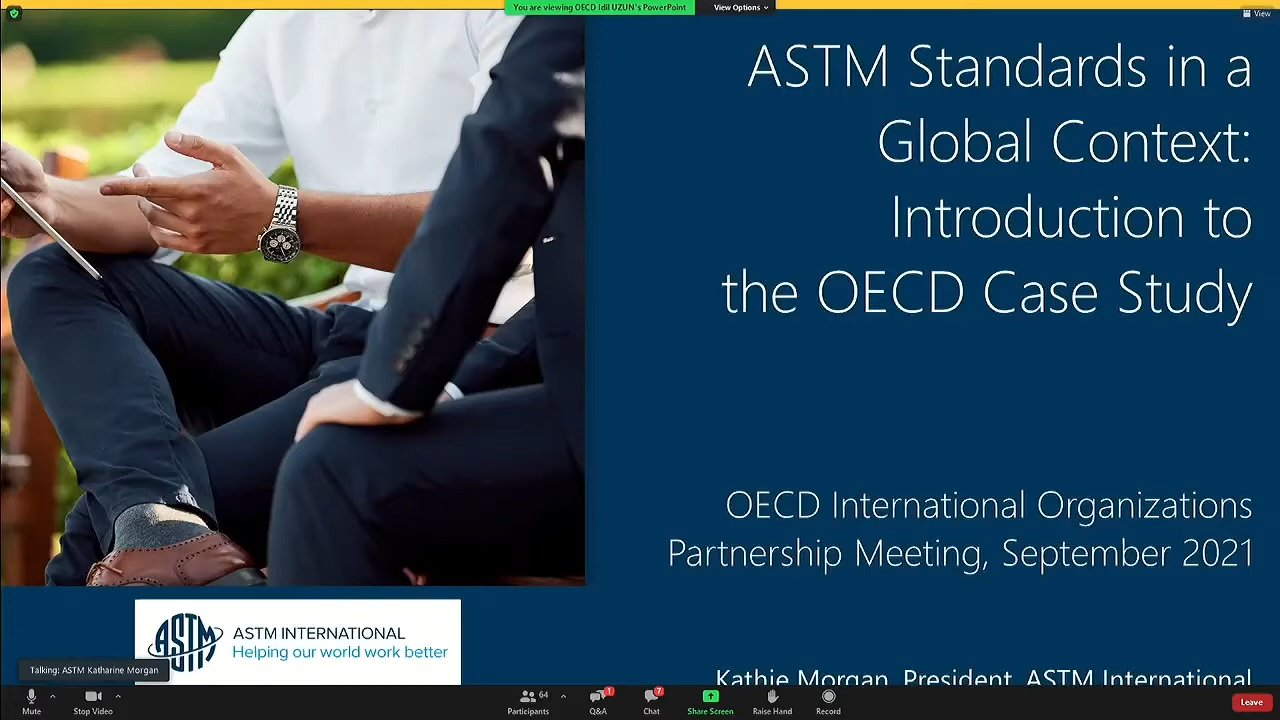 You are viewing OECD Idil UZUN's PowerPoint
View Options
View
ASTM Standards in a
Global Context:
Introduction to
the OECD Case Study
OECD International Organizations
Partnership Meeting, September 2021
ASTM
ASTM INTERNATIONAL
Helping our world work better
Kathie Morgan, President, ASTM International
Talking: ASTM Katharine Morgan
Mute
Stop Video
64
Participants
1
Q&A
7
Chat
Share Screen
Raise Hand
Record
Leave